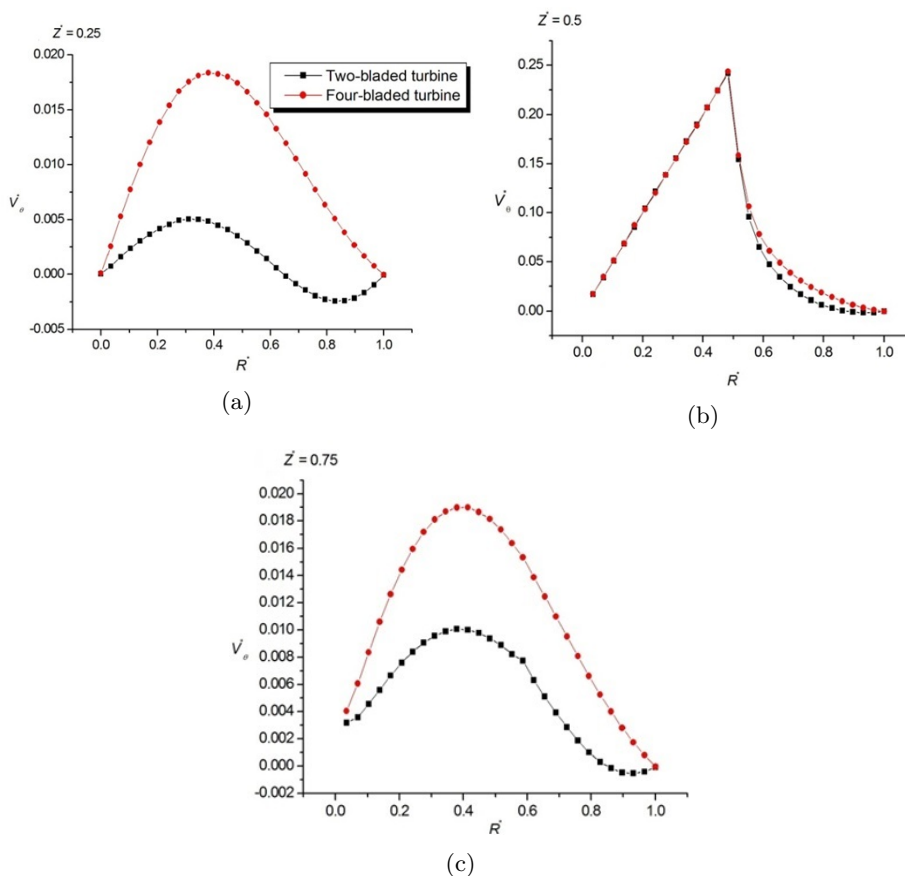 Z* = 0.25
0.020
0.015
0.010
0.005
0.000
-0.005
V*θ
0.0 0.2 0.4 0.6 0.8 1.0
R*
Two-bladed turbine
Four-bladed turbine
(a)
Z* = 0.5
0.25
0.20
0.15
0.10
0.05
0.00
V*θ
0.0 0.2 0.4 0.6 0.8 1.0
R*
(b)
Z* = 0.75
0.020
0.018
0.016
0.014
0.012
0.010
0.008
0.006
0.004
0.002
0.000
-0.002
V*θ
0.0 0.2 0.4 0.6 0.8 1.0
R*
(c)